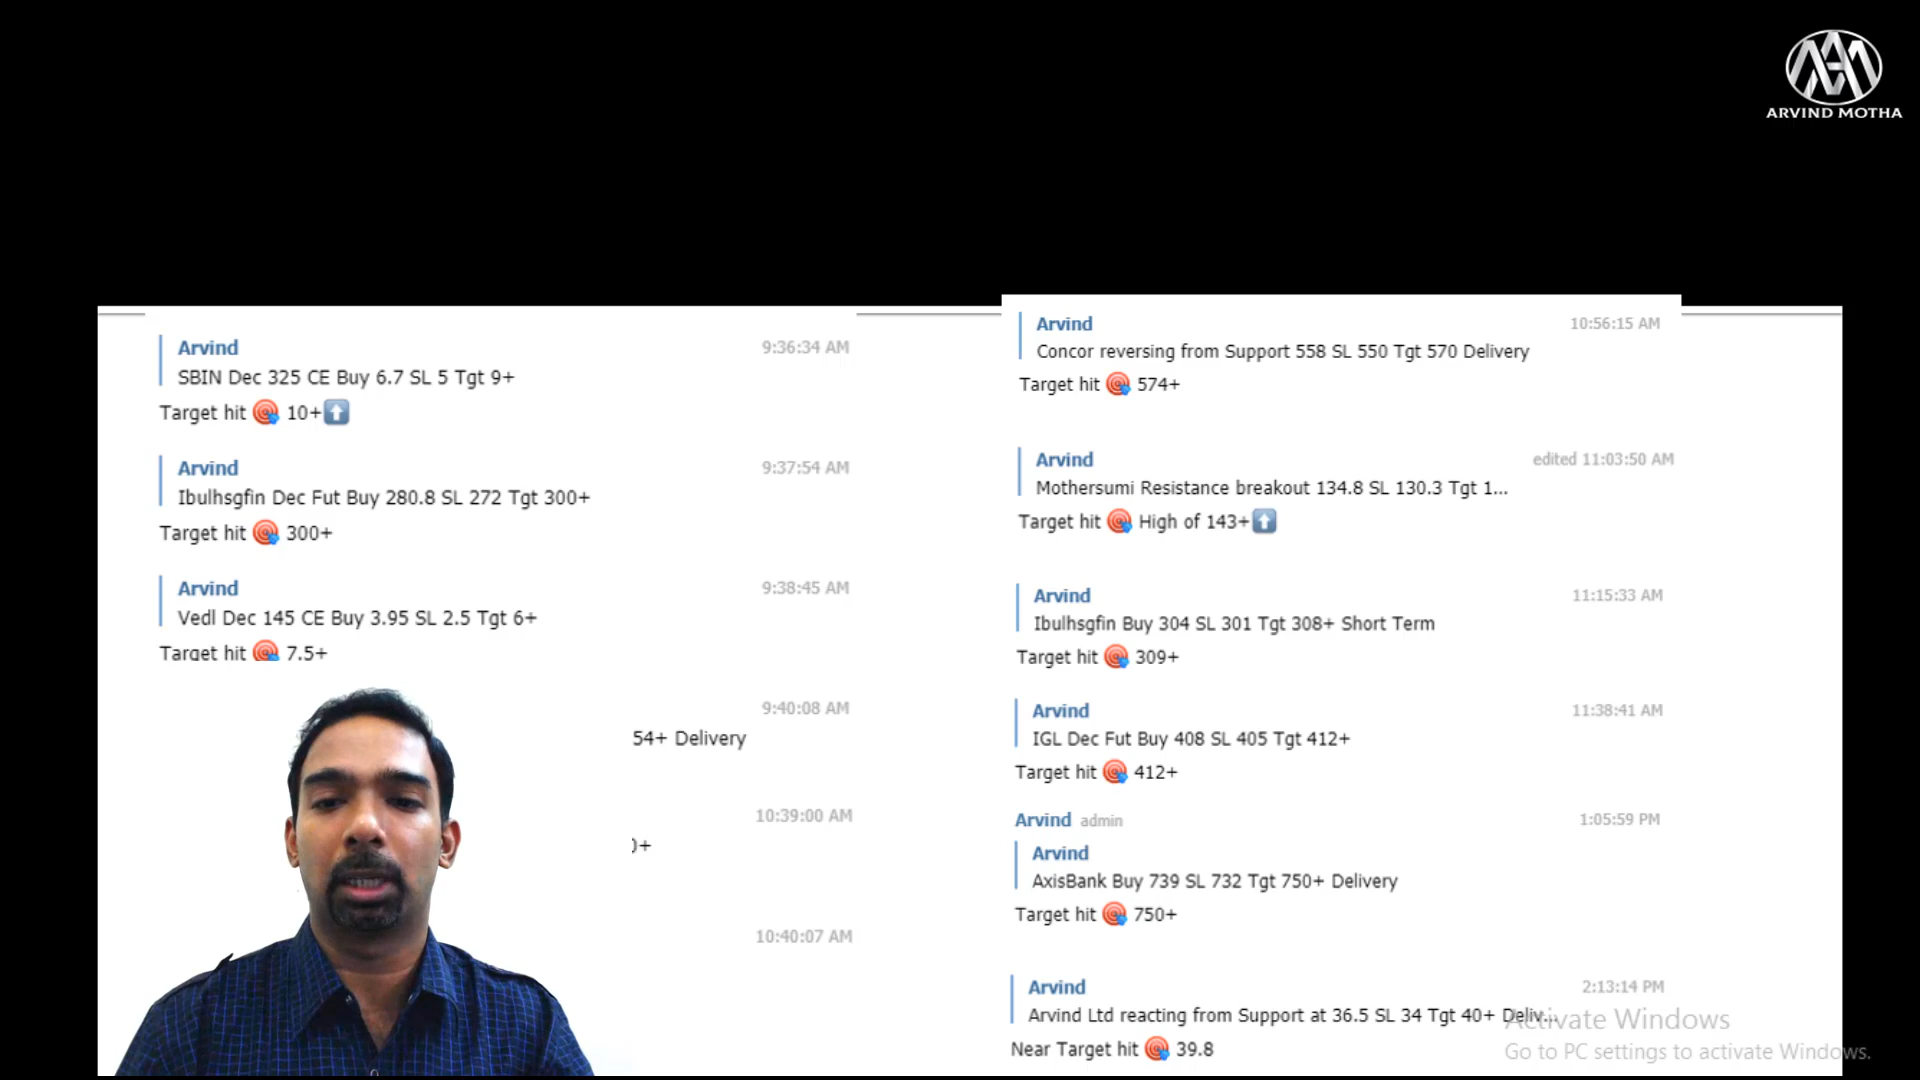 ARVIND MOTHA
Arvind 9:36:34 AM
SBIN Dec 325 CE Buy 6.7 SL 5 Tgt 9+
Target hit 🎯 10+⬆️
Arvind 9:37:54 AM
Ibulhsgfin Dec Fut Buy 280.8 SL 272 Tgt 300+
Target hit 🎯 300+
Arvind 9:38:45 AM
Vedl Dec 145 CE Buy 3.95 SL 2.5 Tgt 6+
Target hit 🎯 7.5+
9:40:08 AM
54+ Delivery
10:39:00 AM
)+
10:40:07 AM
Arvind 10:56:15 AM
Concor reversing from Support 558 SL 550 Tgt 570 Delivery
Target hit 🎯 574+
Arvind edited 11:03:50 AM
Mothersumi Resistance breakout 134.8 SL 130.3 Tgt 1...
Target hit 🎯 High of 143+⬆️
Arvind 11:15:33 AM
Ibulhsgfin Buy 304 SL 301 Tgt 308+ Short Term
Target hit 🎯 309+
Arvind 11:38:41 AM
IGL Dec Fut Buy 408 SL 405 Tgt 412+
Target hit 🎯 412+
Arvind admin 1:05:59 PM
Arvind
AxisBank Buy 739 SL 732 Tgt 750+ Delivery
Target hit 🎯 750+
Arvind 2:13:14 PM
Arvind Ltd reacting from Support at 36.5 SL 34 Tgt 40+ Deliv...
Near Target hit 🎯 39.8
Activate Windows
Go to PC settings to activate Windows.